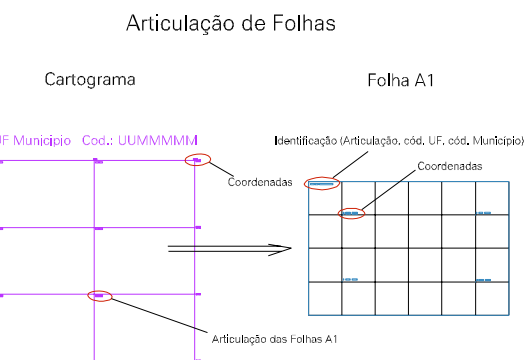 Articulação de Folhas
Cartograma
Folha A1
UF Municipio Cod.: UUMMMMM
Identificação (Articulação, cód. UF, cód. Município)
Coordenadas
Coordenadas
Articulação das Folhas A1